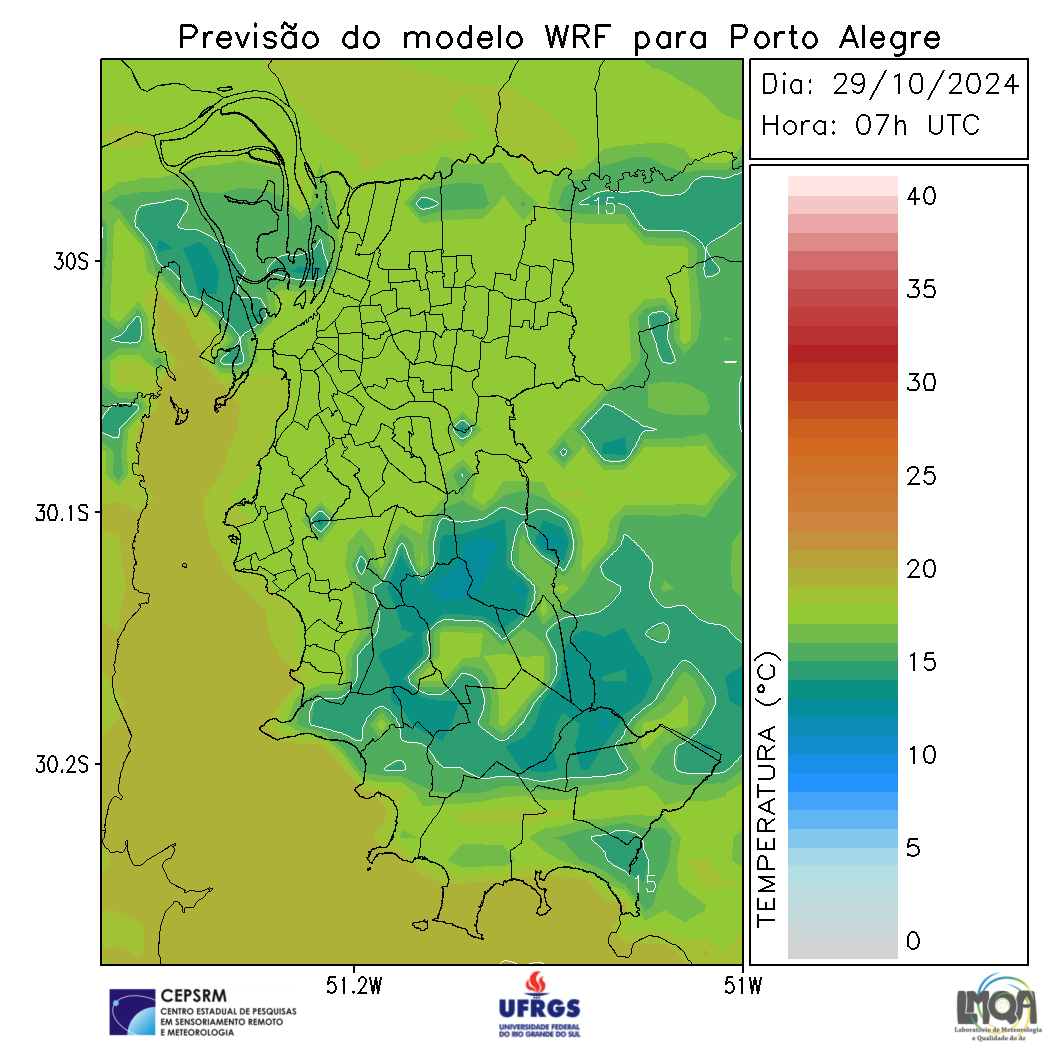 Previsão do modelo WRF para Porto Alegre
Dia: 29/10/2024
Hora: 07h UTC
40
35
30
25
20
15
10
5
0
TEMPERATURA (°C)
30S
30.1S
30.2S
51.2W
51W
15
15
CEPSRM
CENTRO ESTADUAL DE PESQUISAS
EM SENSORIAMENTO REMOTO
E METEOROLOGIA
UFRGS
UNIVERSIDADE FEDERAL
DO RIO GRANDE DO SUL
LMQA
Laboratório de Meteorologia
e Qualidade do Ar